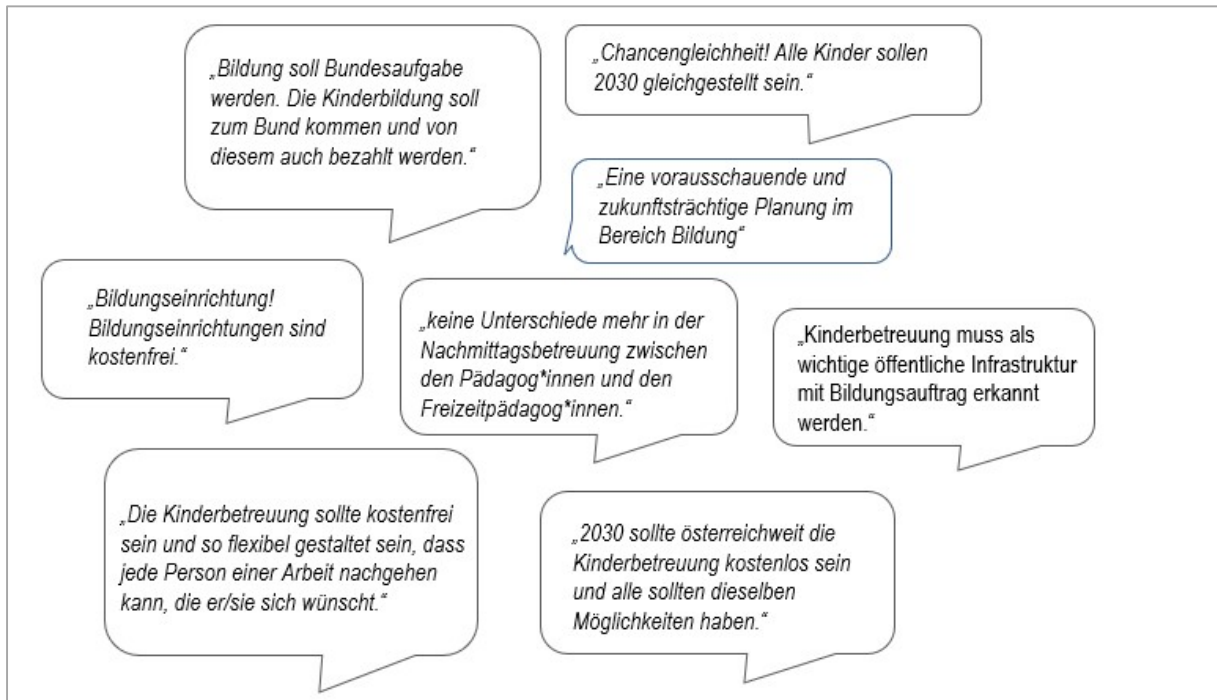 „Bildung soll Bundesaufgabe
werden. Die Kinderbildung soll
zum Bund kommen und von
diesem auch bezahlt werden.“
„Chancengleichheit! Alle Kinder sollen
2030 gleichgestellt sein.“
„Eine vorausschauende und
zukunftsträchtige Planung im
Bereich Bildung“
„Bildungseinrichtung!
Bildungseinrichtungen sind
kostenfrei.“
„keine Unterschiede mehr in der
Nachmittagsbetreuung zwischen
den Pädagog*innen und den
Freizeitpädagog*innen.“
„Kinderbetreuung muss als
wichtige öffentliche Infrastruktur
mit Bildungsauftrag erkannt
werden.“
„Die Kinderbetreuung sollte kostenfrei
sein und so flexibel gestaltet sein, dass
jede Person einer Arbeit nachgehen
kann, die er/sie sich wünscht.“
„2030 sollte österreichweit die
Kinderbetreuung kostenlos sein
und alle sollten dieselben
Möglichkeiten haben.“